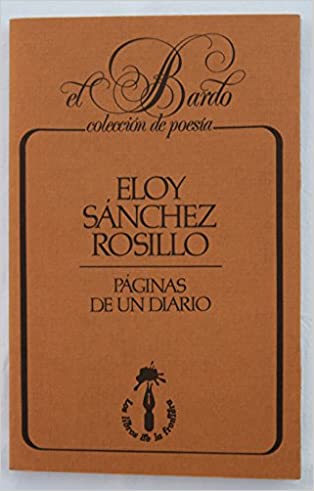 el Bardo
colección de poesía
ELOY
SÁNCHEZ
ROSILLO
PÁGINAS
DE UN DIARIO
Los libros de la frontera